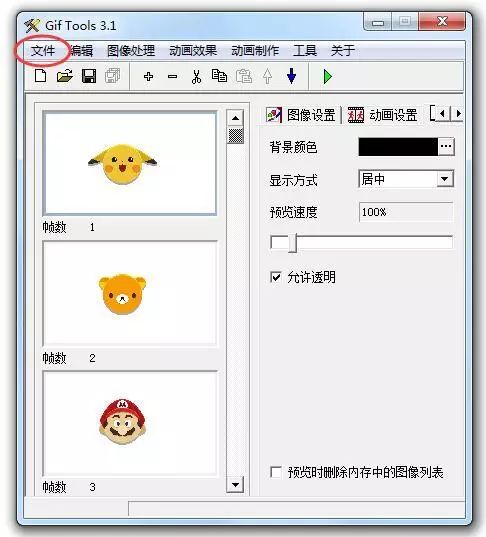 Gif Tools 3.1
文件 编辑 图像处理 动画效果 动画制作 工具 关于
图像设置 动画设置
背景颜色
显示方式 居中
预览速度 100%
允许透明
帧数 1
帧数 2
帧数 3
预览时删除内存中的图像列表